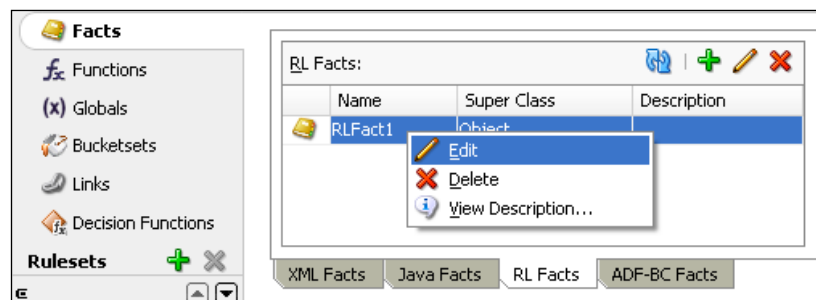 Facts
Functions
(x) Globals
Bucketsets
Links
Decision Functions
Rulesets
RL Facts:
Name Super Class Description
RLFact1 Object
Edit
Delete
View Description...
XML Facts Java Facts RL Facts ADF-BC Facts